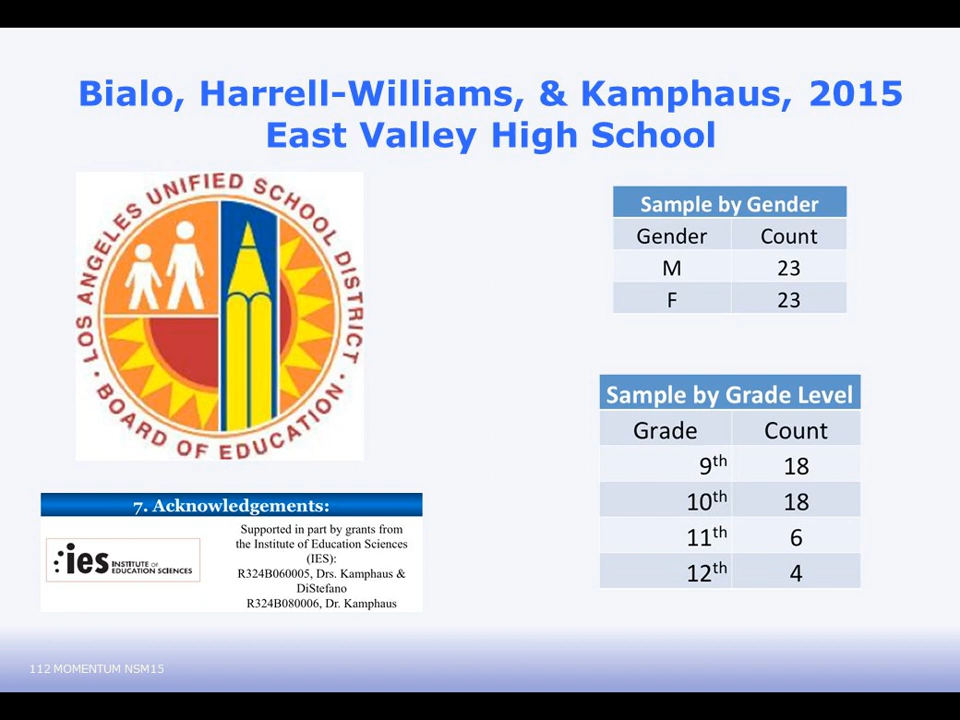 Bialo, Harrell-Williams, & Kamphaus, 2015
East Valley High School
LOS ANGELES UNIFIED SCHOOL DISTRICT
BOARD OF EDUCATION
Sample by Gender
Gender Count
M 23
F 23
Sample by Grade Level
Grade Count
9th 18
10th 18
11th 6
12th 4
7. Acknowledgements:
ies INSTITUTE OF
EDUCATION SCIENCES
Supported in part by grants from
the Institute of Education Sciences
(IES):
R324B060005, Drs. Kamphaus &
DiStefano
R324B080006, Dr. Kamphaus
112 MOMENTUM NSM15